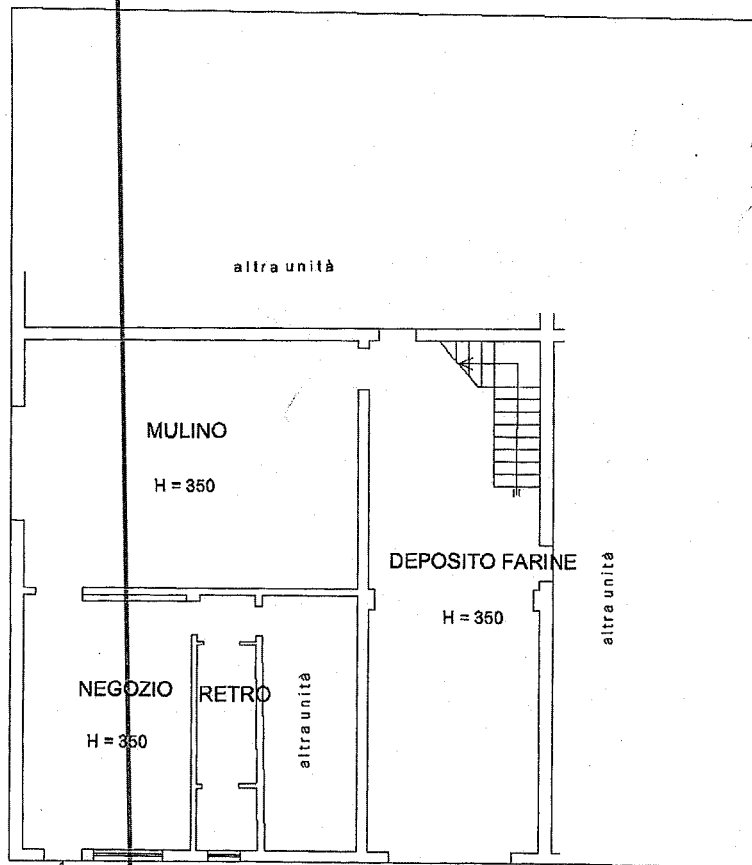 altra unità
MULINO
H = 350
DEPOSITO FARINE
H = 350
altra unità
NEGOZIO
H = 350
RETRO
altra unità